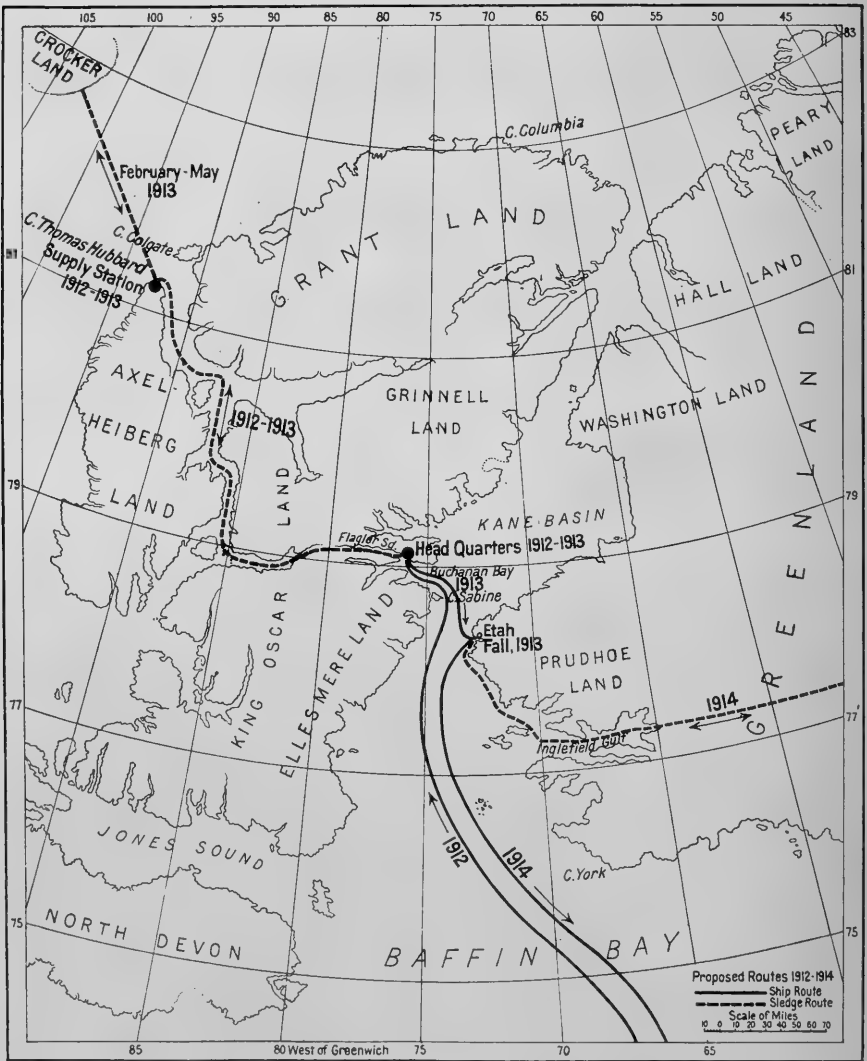 105 100 95 90 85 80 75 70 65 60 55 50 45
83
CROCKER
LAND
C. Columbia
PEARY
LAND
February-May
1913
C. Colgate
C. Thomas Hubbard
Supply Station
1912-1913
81
GRANT LAND
HALL LAND
81
AXEL
HEIBERG
LAND
1912-1913
GRINNELL
LAND
WASHINGTON LAND
GREENLAND
79
LAND
KANE BASIN
79
Flagler Sd.
Head Quarters 1912-1913
Buchanan Bay
1913
C. Sabine
KING OSCAR
ELLESMERE LAND
Etah
Fall, 1913
PRUDHOE
LAND
77
1914
77
Inglefield Gulf
JONES SOUND
1912
1914
C. York
75
NORTH DEVON
BAFFIN BAY
75
Proposed Routes 1912-1914
Ship Route
Sledge Route
Scale of Miles
10 0 10 20 30 40 50 60 70
85 80 West of Greenwich 75 70 65